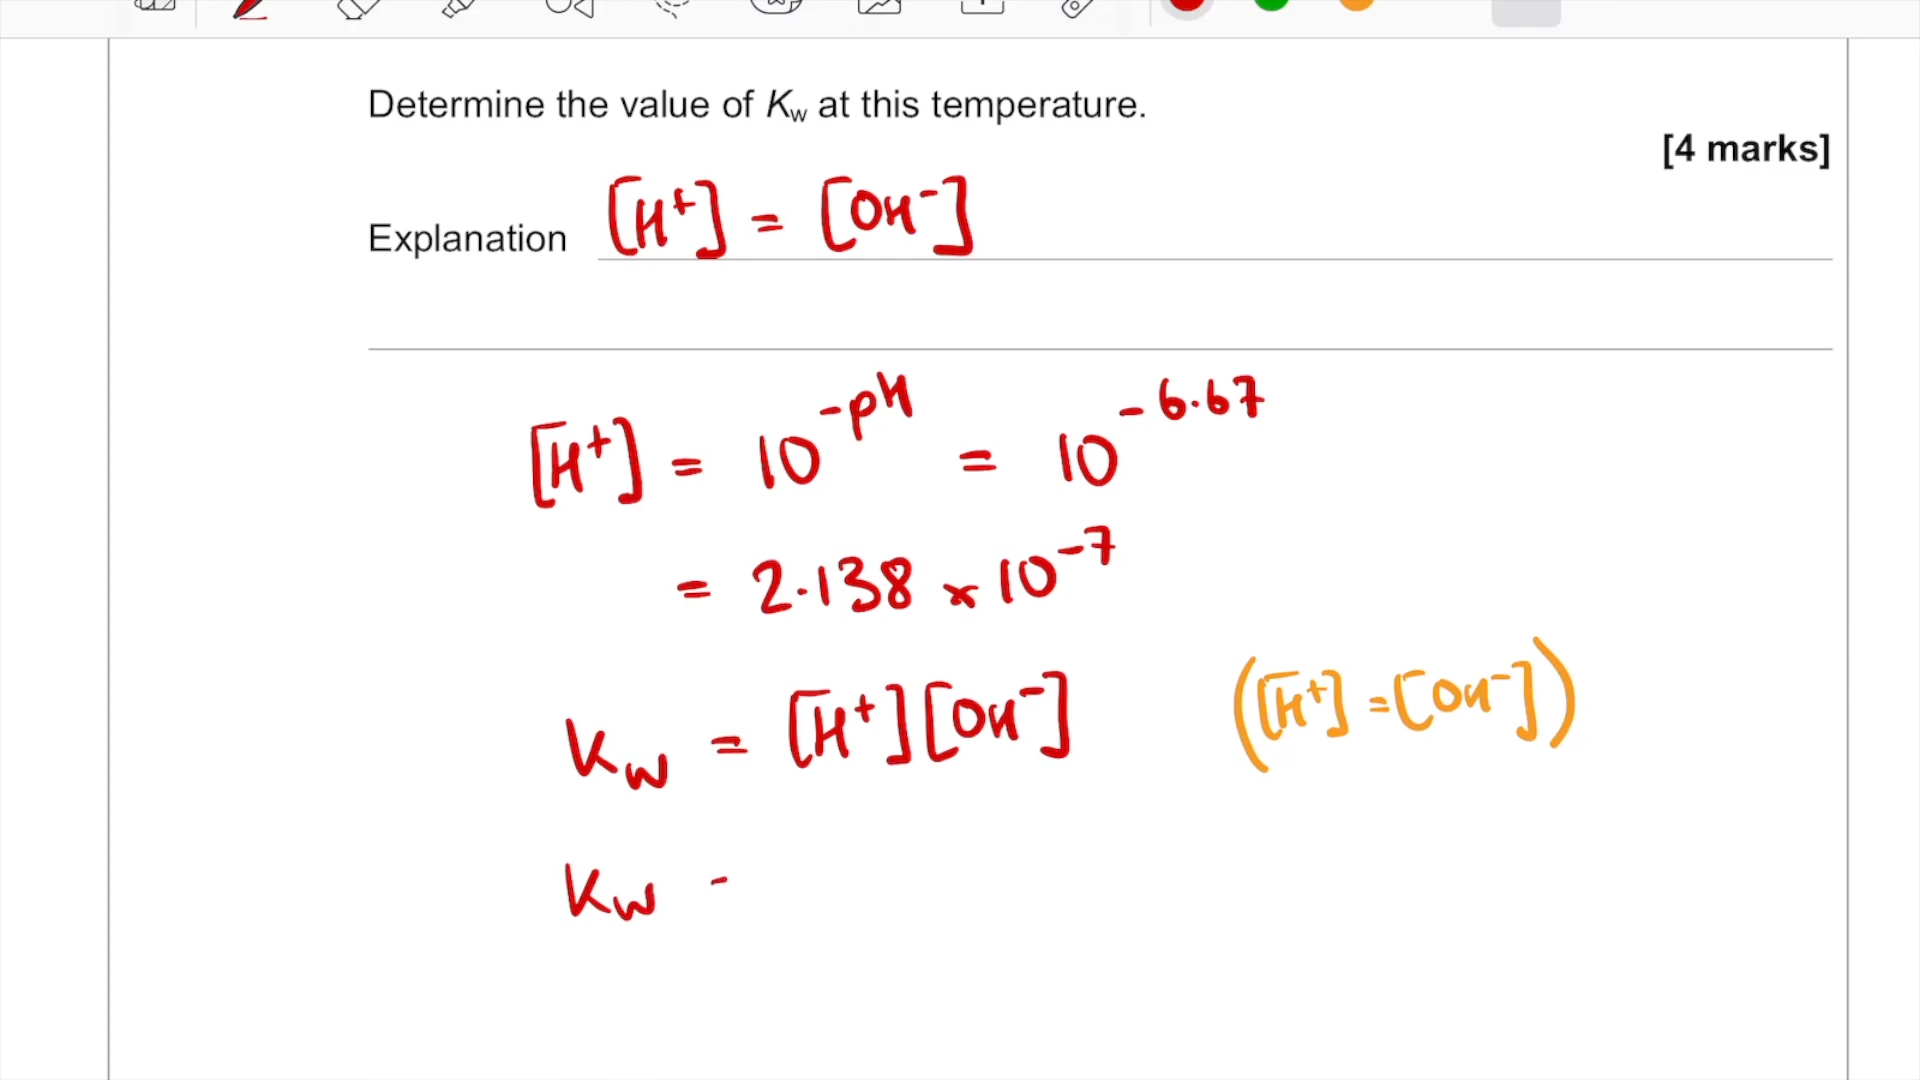 Determine the value of Kw at this temperature.
[4 marks]
Explanation [H⁺] = [OH⁻]
[H⁺] = 10^-pH = 10^-6.67
= 2.138 × 10⁻⁷
Kw = [H⁺][OH⁻] ([H⁺] = [OH⁻])
Kw -